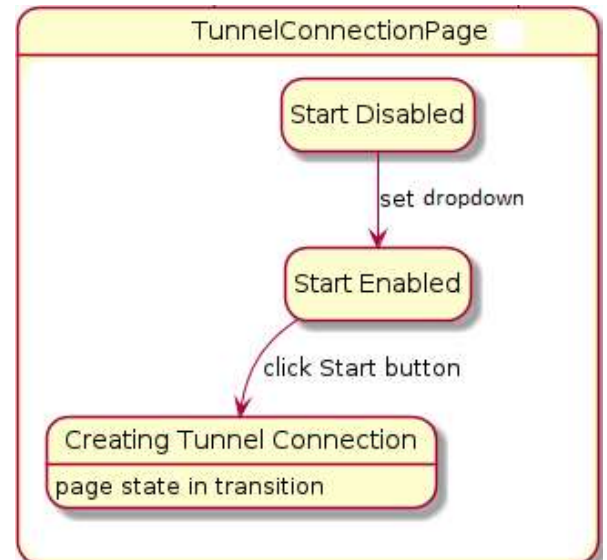 TunnelConnectionPage
Start Disabled
set dropdown
Start Enabled
click Start button
Creating Tunnel Connection
page state in transition